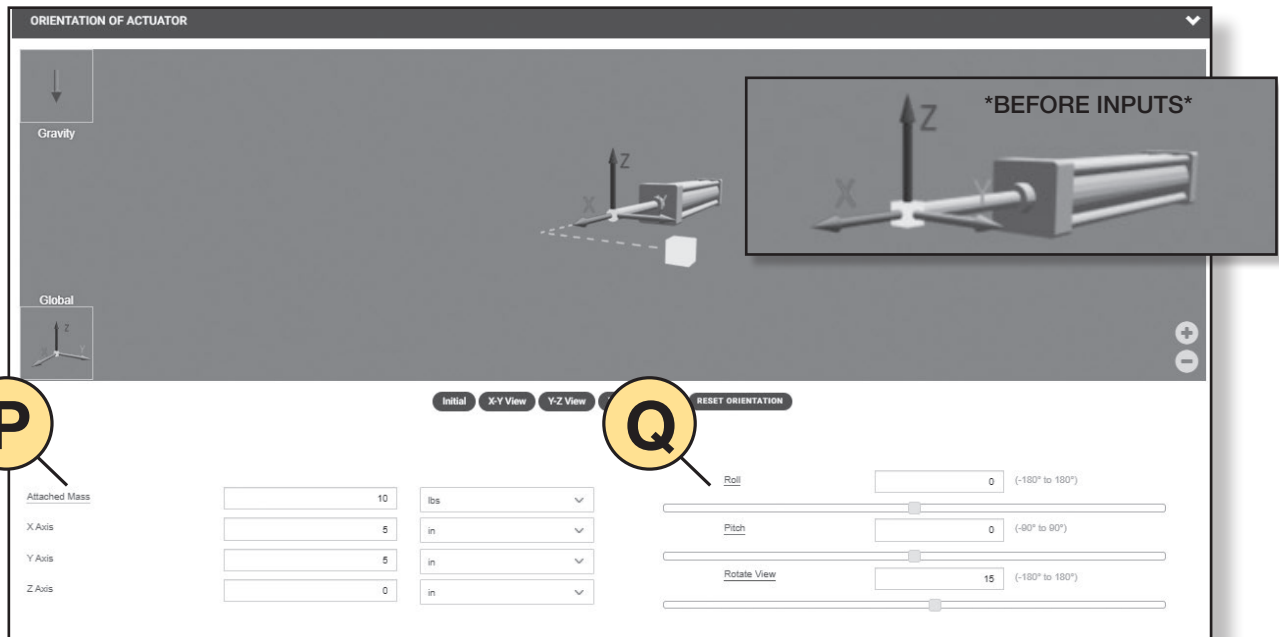 ORIENTATION OF ACTUATOR
Gravity
Z
X
Y
*BEFORE INPUTS*
Z
X
Y
Global
Z
X
Y
Initial
X-Y View
Y-Z View
RESET ORIENTATION
P
Q
Attached Mass 10 lbs
X Axis 5 in
Y Axis 5 in
Z Axis 0 in
Roll 0 (-180° to 180°)
Pitch 0 (-90° to 90°)
Rotate View 15 (-180° to 180°)